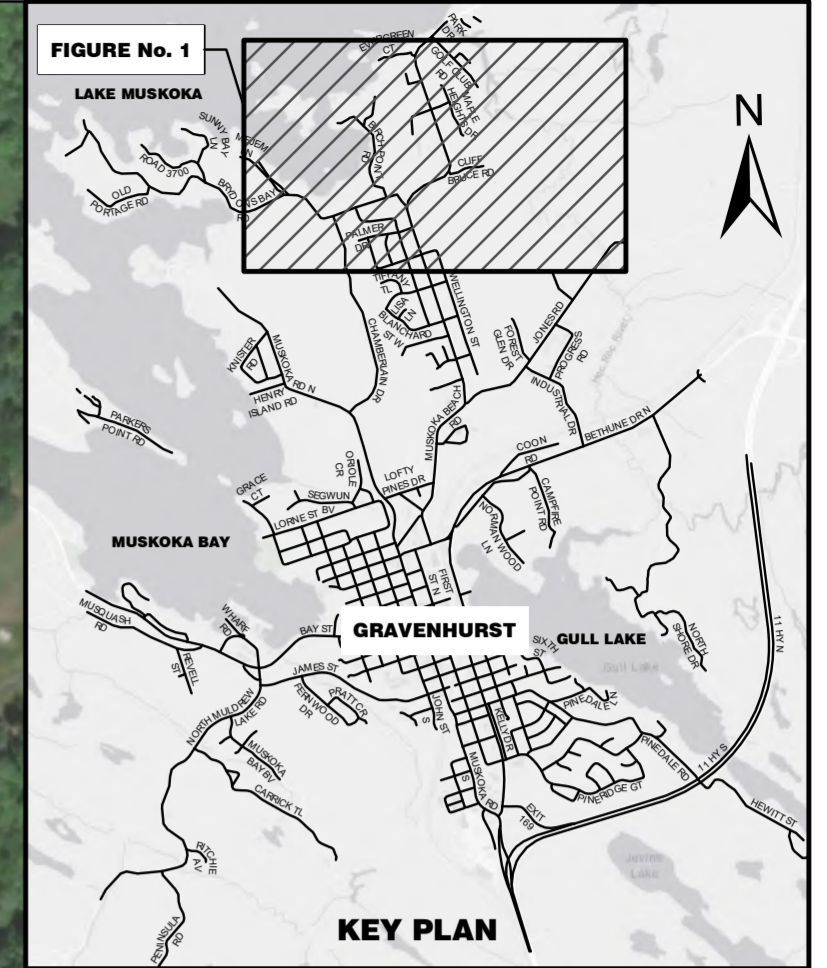 FIGURE No. 1
LAKE MUSKOKA
EVERGREEN
CT
PARK
DR
GOLF CLUB
RD
MAPLE
HEIGHTS DR
SUNNY BAY
LN
ROAD 3700
OLD
PORTAGE RD
BIRCH POINT
RD
CLIFF
BRUCE RD
N
PALMER
DR
TIFFANY
TL
LISA
LN
BLANCHARD
ST W
WELLINGTON ST
CHAMBERLAIN DR
FOREST
GLEN DR
JONES RD
PROGRESS
RD
INDUSTRIAL DR
BETHUNE DR N
KNISTER
RD
MUSKOKA RD N
HENRY
ISLAND RD
MUSKOKA BEACH
RD
PARKERS
POINT RD
COON
RD
CAMPFIRE
POINT RD
NORMAN WOOD
LN
ORIOLE
CR
LOFTY
PINES DR
GRACE
CT
SEGWUN
BV
LORNE ST
MUSKOKA BAY
FIRST
ST N
MUSQUASH
RD
WHARF
RD
BAY ST
GRAVENHURST
SIXTH
ST
GULL LAKE
Gull Lake
NORTH
SHORE DR
11 HY N
REVELL
ST
JAMES ST
FERNWOOD
DR
PRATT CR
JOHN ST
S
KELLY DR
PINEDALE
LN
NORTH MULDREW
LAKE RD
MUSKOKA
BAY BV
CARRICK TL
MUSKOKA RD
S
PINEDALE RD
PINERIDGE GT
11 HY S
HEWITT ST
EXIT
169
RITCHIE
AV
Jevins
Lake
PENINSULA
RD
KEY PLAN